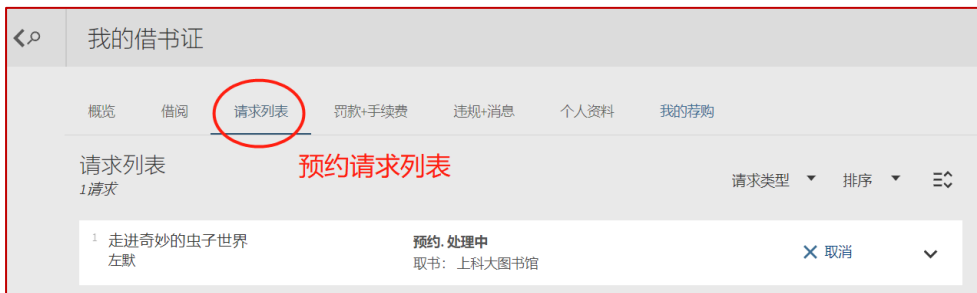 我的借书证
概览 借阅 请求列表 罚款+手续费 违规+消息 个人资料 我的荐购
请求列表 预约请求列表
1请求 请求类型 排序
1 走进奇妙的虫子世界 预约. 处理中 取消
左默 取书： 上科大图书馆